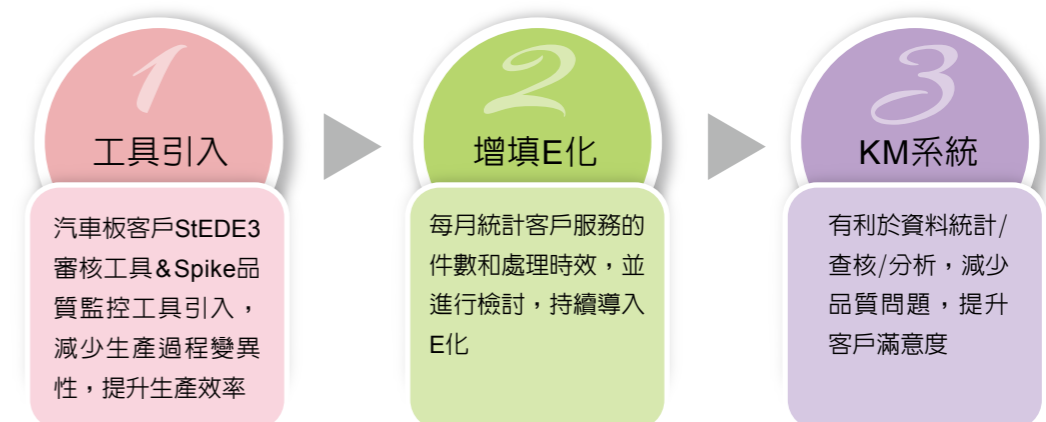 1
工具引入
汽車板客戶StEDE3
審核工具&Spike品
質監控工具引入，
減少生產過程變異
性，提升生產效率
2
增填E化
每月統計客戶服務的
件數和處理時效，並
進行檢討，持續導入
E化
3
KM系統
有利於資料統計/
查核/分析，減少
品質問題，提升
客戶滿意度